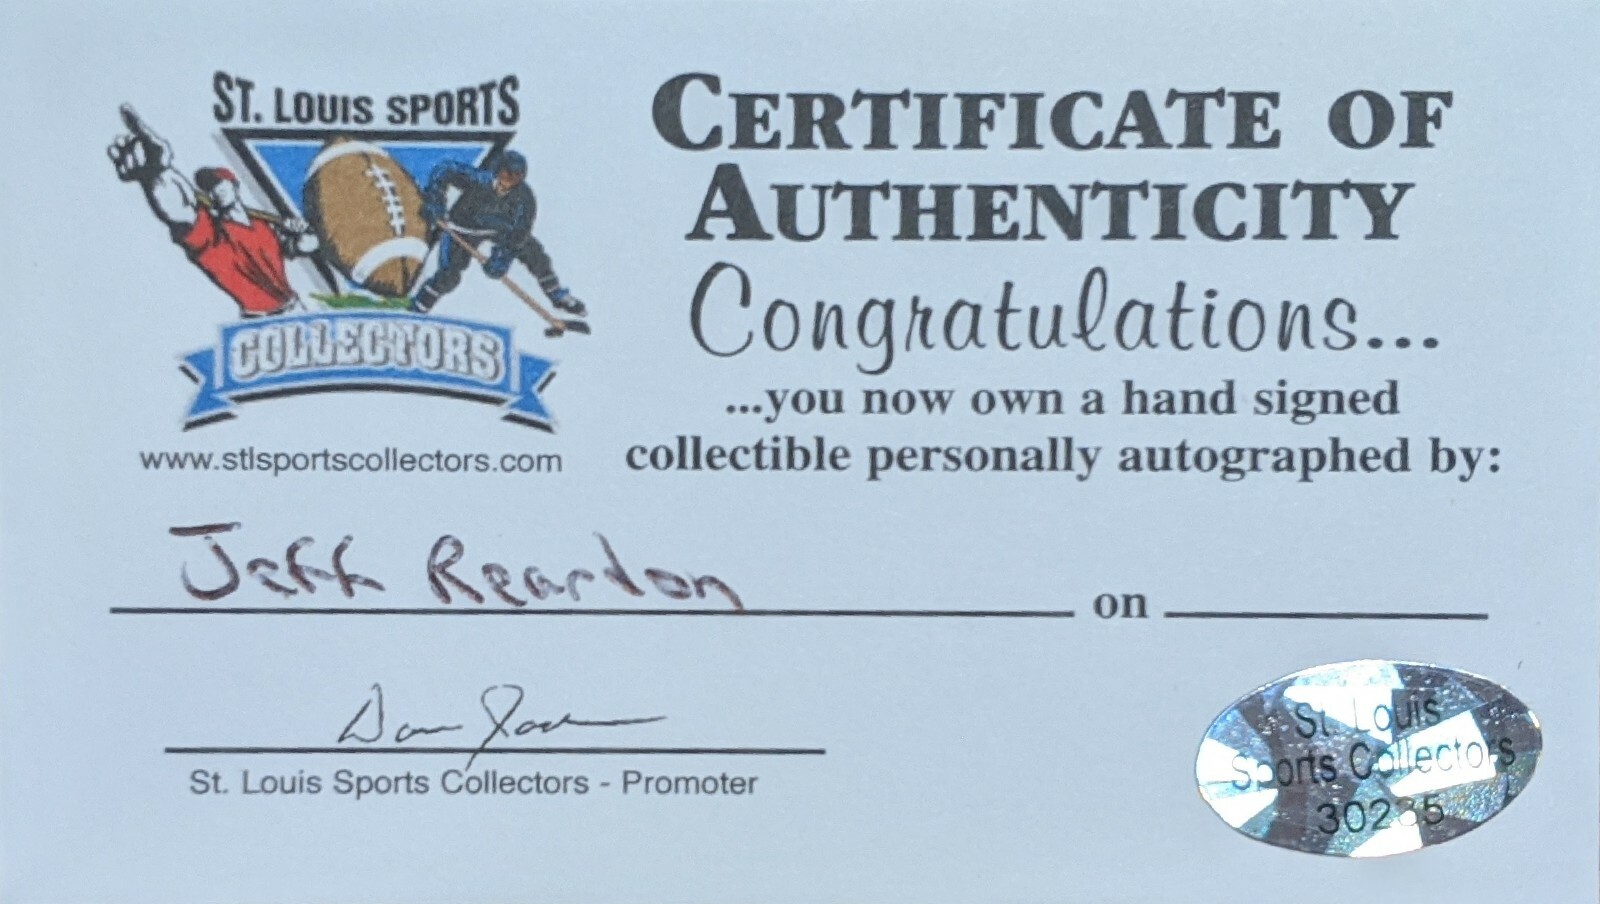 ST. LOUIS SPORTS
COLLECTORS
www.stlsportscollectors.com
CERTIFICATE OF
AUTHENTICITY
Congratulations...
...you now own a hand signed
collectible personally autographed by:
Jeff Reardon on
St. Louis Sports Collectors - Promoter
St. Louis
Sports Collectors
30235